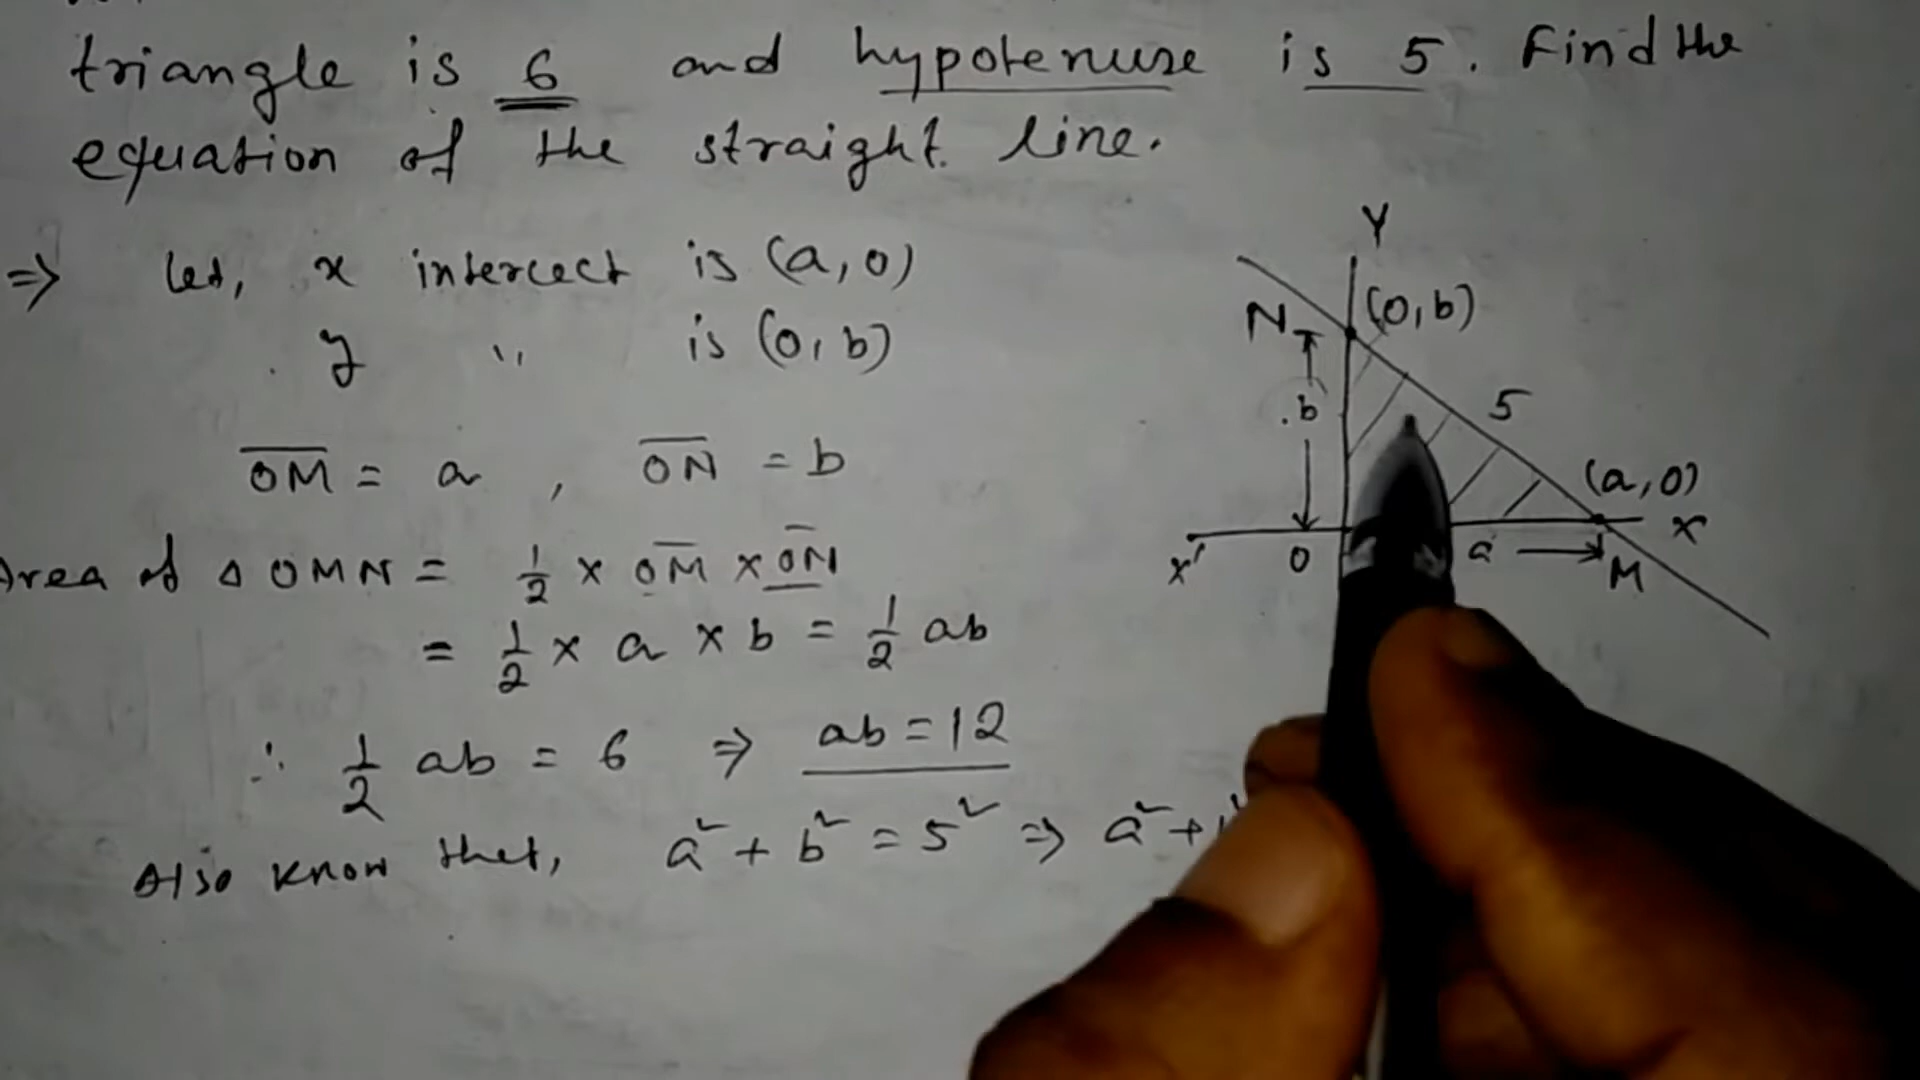 triangle is 6 and hypotenuse is 5. Find the
equation of the straight line.
⇒ Let, x intercect is (a,0)
y " is (0,b)
OM = a , ON = b
Area of Δ OMN = 1/2 × OM × ON
= 1/2 × a × b = 1/2 ab
∴ 1/2 ab = 6 ⇒ ab = 12
Also know that, a² + b² = 5² ⇒ a² +
Y
N (0,b)
b 5
(a,0)
X' O a → M X